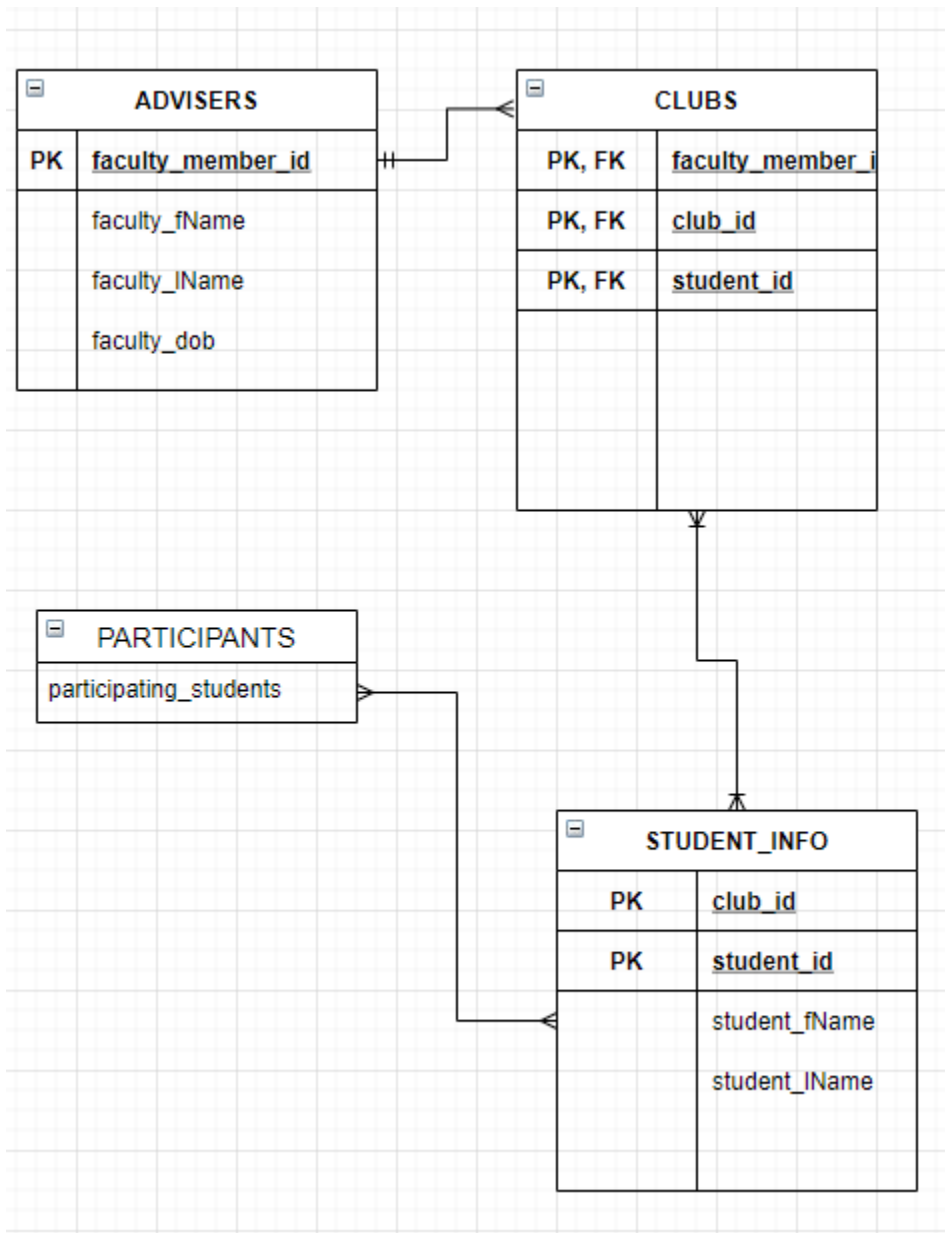 ADVISERS
PK faculty_member_id
faculty_fName
faculty_lName
faculty_dob
CLUBS
PK, FK faculty_member_i
PK, FK club_id
PK, FK student_id
PARTICIPANTS
participating_students
STUDENT_INFO
PK club_id
PK student_id
student_fName
student_lName